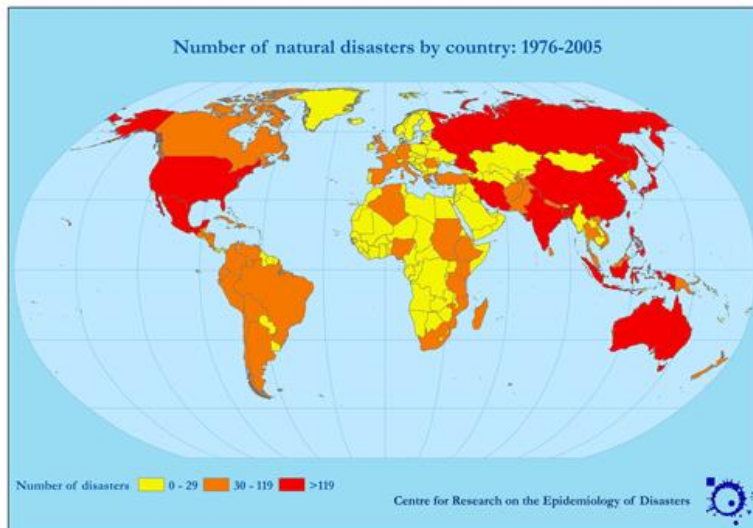 Number of natural disasters by country: 1976-2005
Number of disasters 0 - 29 30 - 119 >119
Centre for Research on the Epidemiology of Disasters